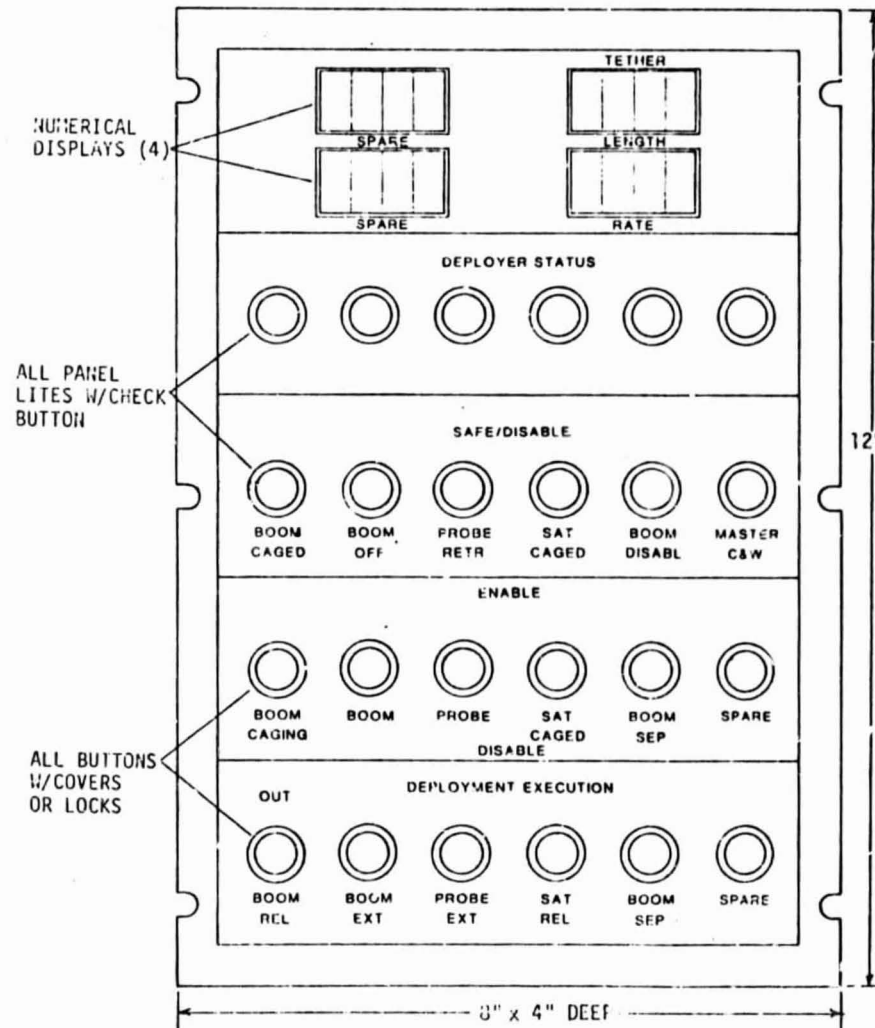 TETHER
NUMERICAL
DISPLAYS (4)
SPARE
LENGTH
SPARE
RATE
DEPLOYER STATUS
ALL PANEL
LITES W/CHECK
BUTTON
SAFE/DISABLE
12"
BOOM CAGED
BOOM OFF
PROBE RETR
SAT CAGED
BOOM DISABL
MASTER C&W
ENABLE
BOOM CAGING
BOOM
PROBE
SAT CAGED
BOOM SEP
SPARE
DISABLE
ALL BUTTONS
W/COVERS
OR LOCKS
OUT
DEPLOYMENT EXECUTION
BOOM REL
BOOM EXT
PROBE EXT
SAT REL
BOOM SEP
SPARE
8" x 4" DEEP